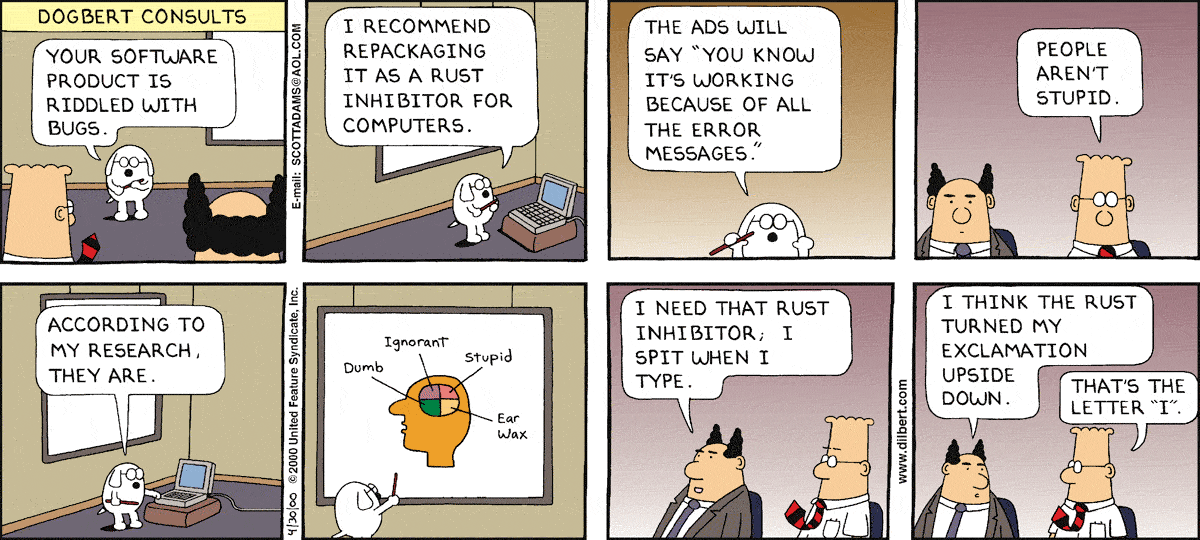 DOGBERT CONSULTS
YOUR SOFTWARE
PRODUCT IS
RIDDLED WITH
BUGS.
E-mail: SCOTTADAMS@AOL.COM
I RECOMMEND
REPACKAGING
IT AS A RUST
INHIBITOR FOR
COMPUTERS.
THE ADS WILL
SAY "YOU KNOW
IT'S WORKING
BECAUSE OF ALL
THE ERROR
MESSAGES."
PEOPLE
AREN'T
STUPID.
ACCORDING TO
MY RESEARCH,
THEY ARE.
4/30/00 ©2000 United Feature Syndicate, Inc.
Ignorant
Stupid
Dumb
Ear
Wax
I NEED THAT RUST
INHIBITOR; I
SPIT WHEN I
TYPE.
www.dilbert.com
I THINK THE RUST
TURNED MY
EXCLAMATION
UPSIDE
DOWN.
THAT'S THE
LETTER "I".